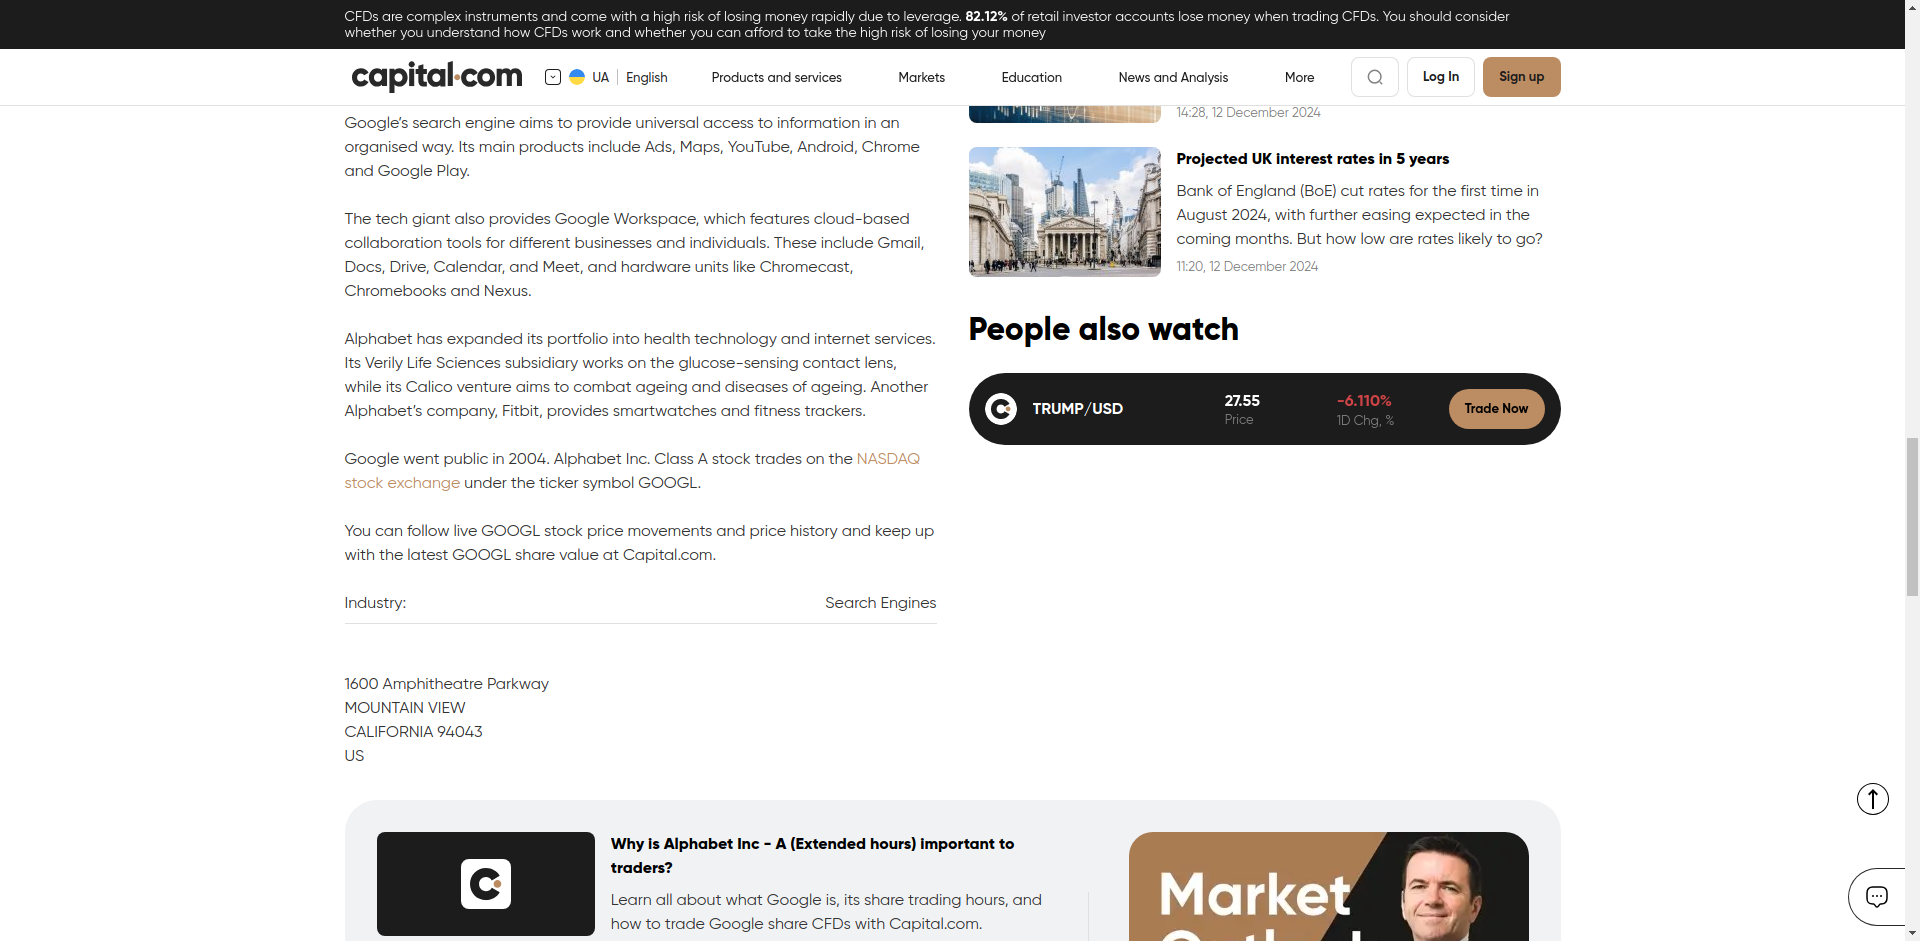 CFDs are complex instruments and come with a high risk of losing money rapidly due to leverage. 82.12% of retail investor accounts lose money when trading CFDs. You should consider
whether you understand how CFDs work and whether you can afford to take the high risk of losing your money
capital.com
UA
English
Products and services
Markets
Education
News and Analysis
More
Log In
Sign up
Google’s search engine aims to provide universal access to information in an
organised way. Its main products include Ads, Maps, YouTube, Android, Chrome
and Google Play.
The tech giant also provides Google Workspace, which features cloud-based
collaboration tools for different businesses and individuals. These include Gmail,
Docs, Drive, Calendar, and Meet, and hardware units like Chromecast,
Chromebooks and Nexus.
Alphabet has expanded its portfolio into health technology and internet services.
Its Verily Life Sciences subsidiary works on the glucose-sensing contact lens,
while its Calico venture aims to combat ageing and diseases of ageing. Another
Alphabet’s company, Fitbit, provides smartwatches and fitness trackers.
Google went public in 2004. Alphabet Inc. Class A stock trades on the NASDAQ
stock exchange under the ticker symbol GOOGL.
You can follow live GOOGL stock price movements and price history and keep up
with the latest GOOGL share value at Capital.com.
Industry:
Search Engines
1600 Amphitheatre Parkway
MOUNTAIN VIEW
CALIFORNIA 94043
US
14:28, 12 December 2024
Projected UK interest rates in 5 years
Bank of England (BoE) cut rates for the first time in
August 2024, with further easing expected in the
coming months. But how low are rates likely to go?
11:20, 12 December 2024
People also watch
TRUMP/USD
27.55
Price
-6.110%
1D Chg, %
Trade Now
Why is Alphabet Inc - A (Extended hours) important to
traders?
Learn all about what Google is, its share trading hours, and
how to trade Google share CFDs with Capital.com.
Market
Outlook